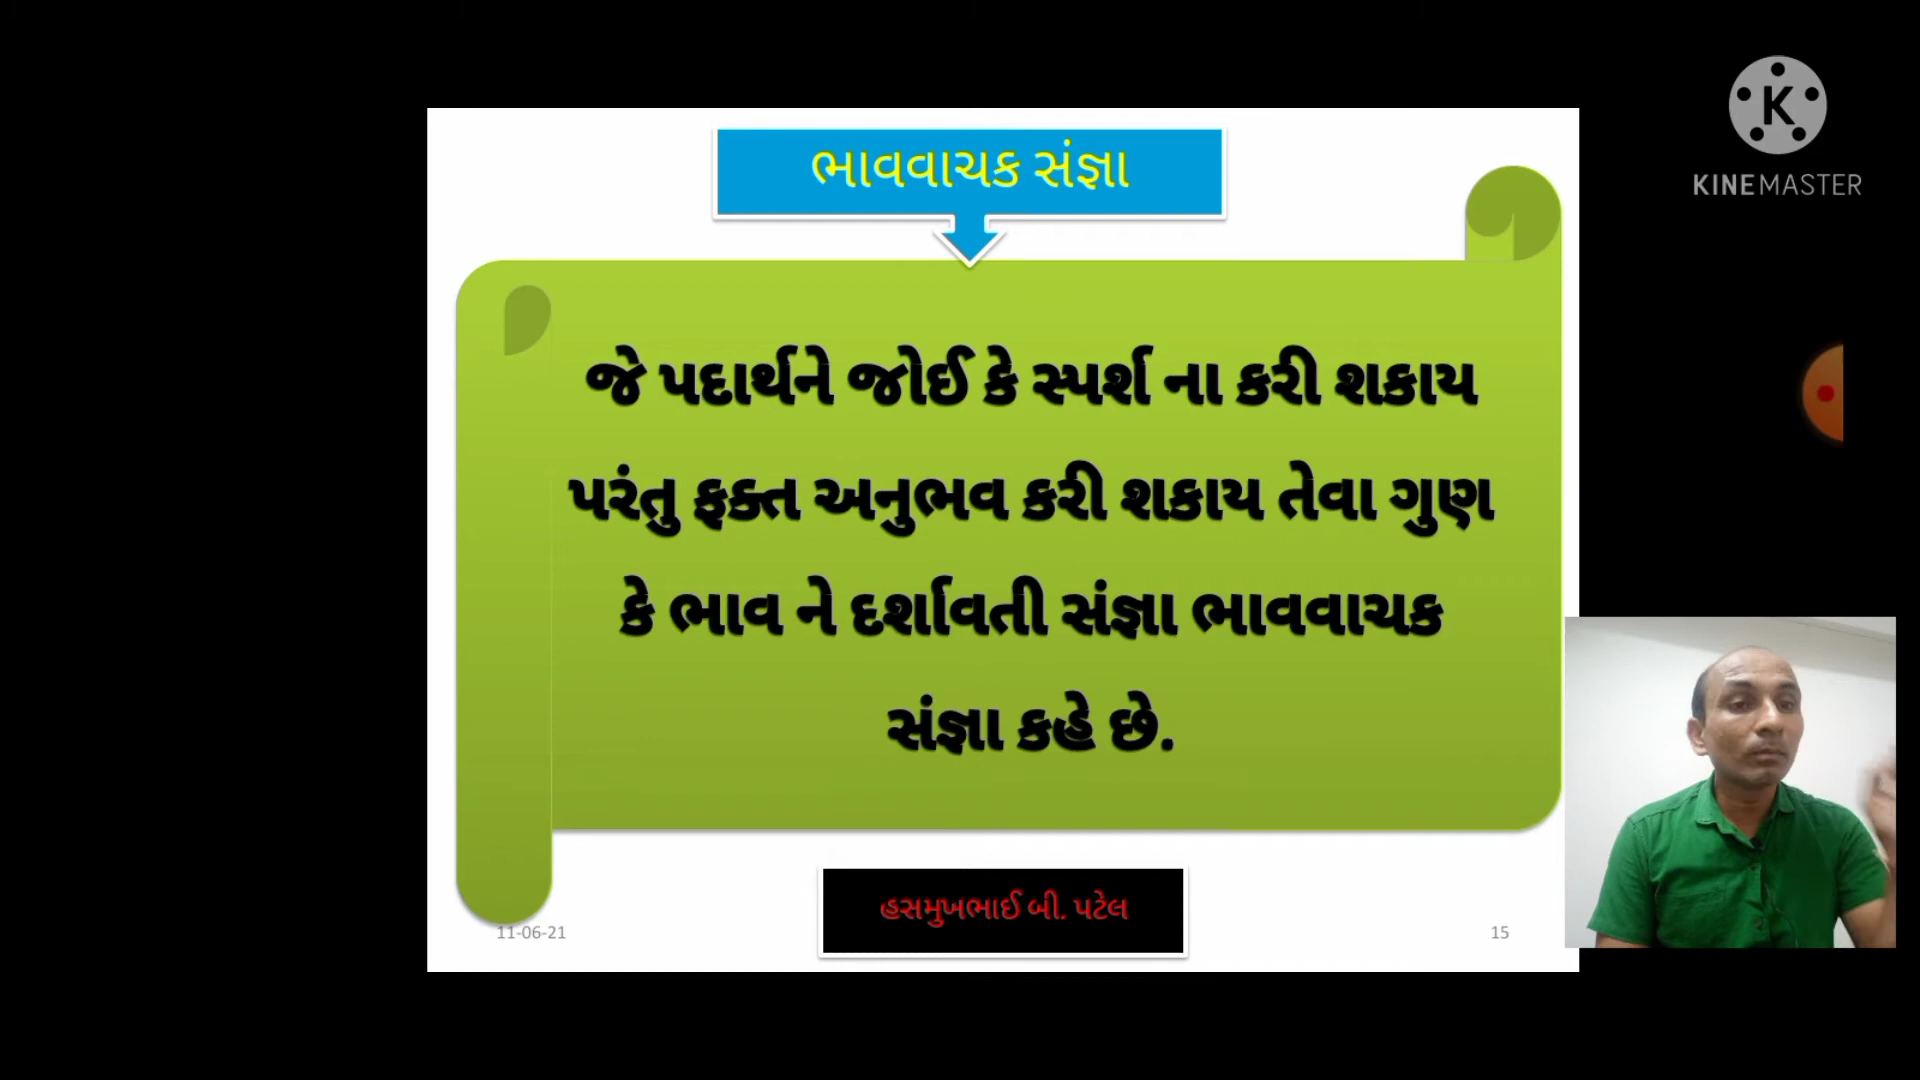 ભાવવાચક સંજ્ઞા
KINEMASTER
જે પદાર્થને જોઈ કે સ્પર્શ ના કરી શકાય
પરંતુ ફક્ત અનુભવ કરી શકાય તેવા ગુણ
કે ભાવ ને દર્શાવતી સંજ્ઞા ભાવવાચક
સંજ્ઞા કહે છે.
હસમુખભાઈ બી. પટેલ
11-06-21
15